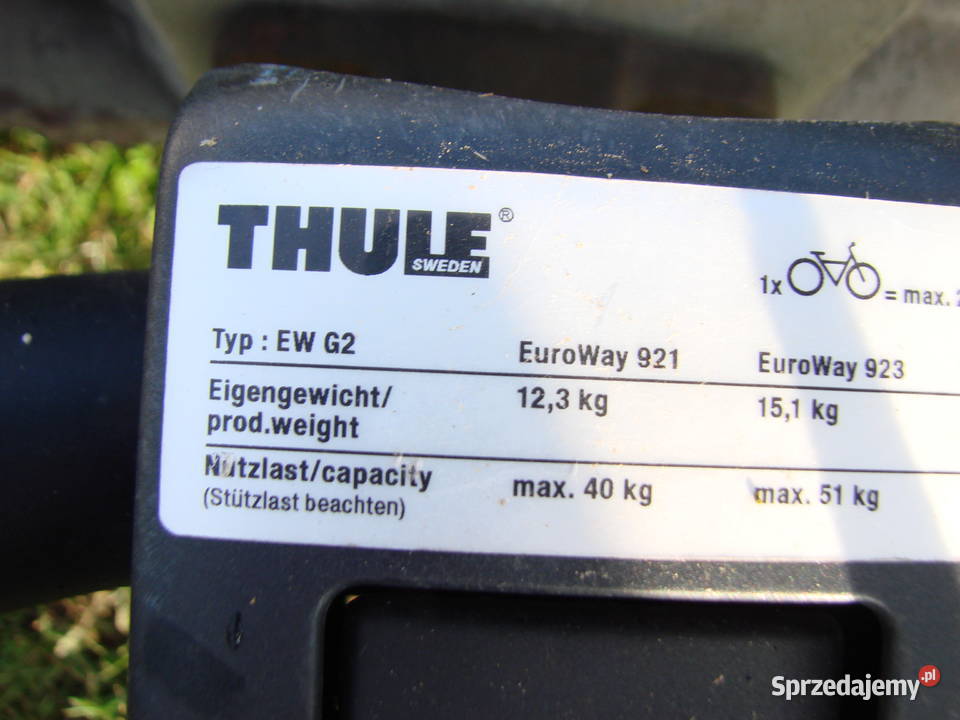 THULE®
SWEDEN
1x = max. 2
Typ : EW G2 EuroWay 921 EuroWay 923
Eigengewicht/ 12,3 kg 15,1 kg
prod.weight
Nutzlast/capacity max. 40 kg max. 51 kg
(Stützlast beachten)
Sprzedajemy.pl